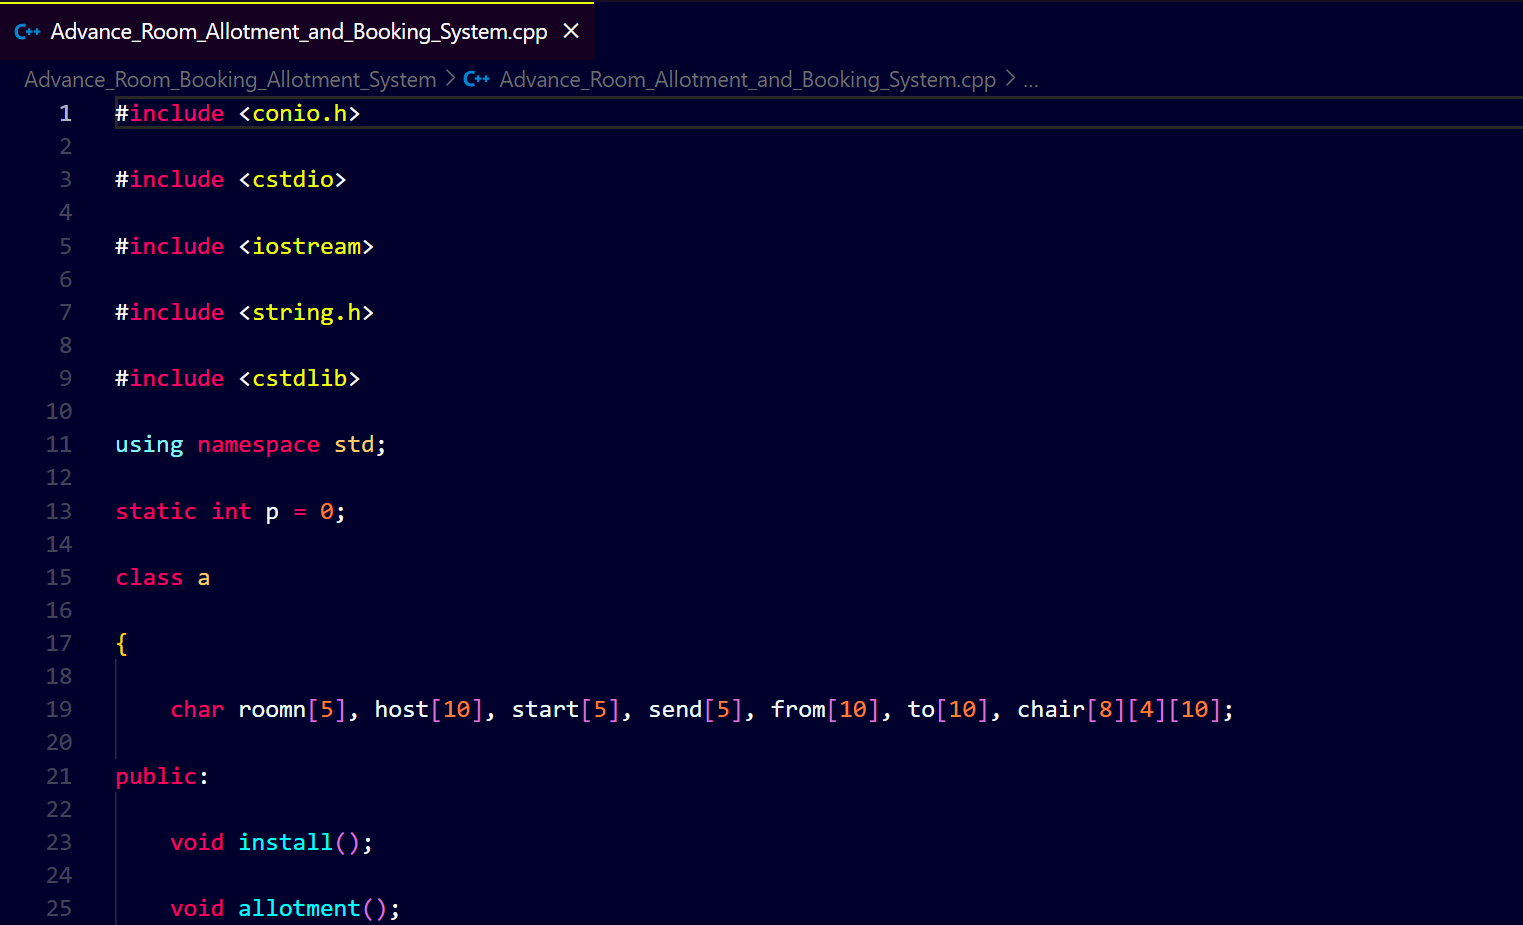 C++ Advance_Room_Allotment_and_Booking_System.cpp ×
Advance_Room_Booking_Allotment_System > C++ Advance_Room_Allotment_and_Booking_System.cpp > ...
1 #include <conio.h>
2
3 #include <cstdio>
4
5 #include <iostream>
6
7 #include <string.h>
8
9 #include <cstdlib>
10
11 using namespace std;
12
13 static int p = 0;
14
15 class a
16
17 {
18
19     char roomn[5], host[10], start[5], send[5], from[10], to[10], chair[8][4][10];
20
21 public:
22
23     void install();
24
25     void allotment();